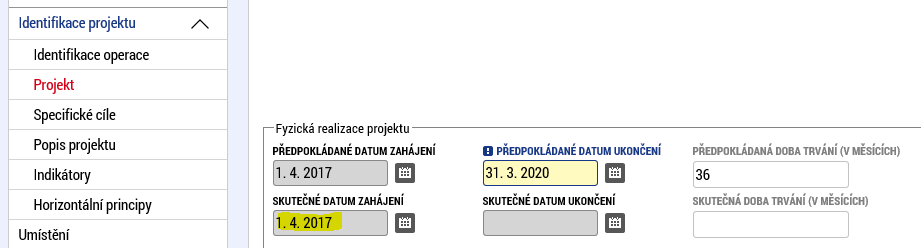 Identifikace projektu
Identifikace operace
Projekt
Specifické cíle
Popis projektu
Indikátory
Horizontální principy
Umístění
Fyzická realizace projektu
PŘEDPOKLÁDANÉ DATUM ZAHÁJENÍ
PŘEDPOKLÁDANÉ DATUM UKONČENÍ
PŘEDPOKLÁDANÁ DOBA TRVÁNÍ (V MĚSÍCÍCH)
1. 4. 2017
31. 3. 2020
36
SKUTEČNÉ DATUM ZAHÁJENÍ
SKUTEČNÉ DATUM UKONČENÍ
SKUTEČNÁ DOBA TRVÁNÍ (V MĚSÍCÍCH)
1. 4. 2017